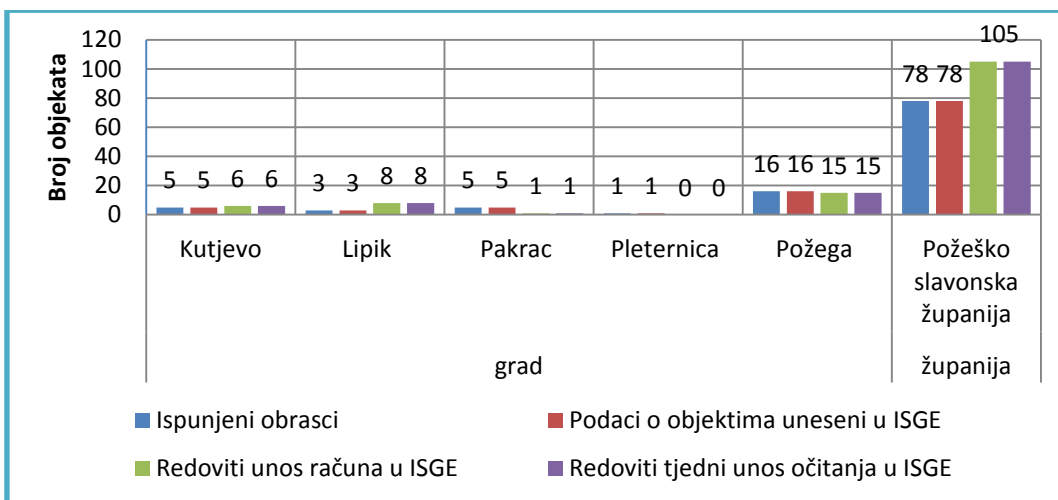 Broj objekata
120
100
80
60
40
20
0
5 5 6 6 3 3 8 8 5 5 1 1 1 1 0 0 16 16 15 15 78 78 105
Kutjevo Lipik Pakrac Pleternica Požega Požeško
slavonska
županija
grad županija
Ispunjeni obrasci Podaci o objektima uneseni u ISGE
Redoviti unos računa u ISGE Redoviti tjedni unos očitanja u ISGE